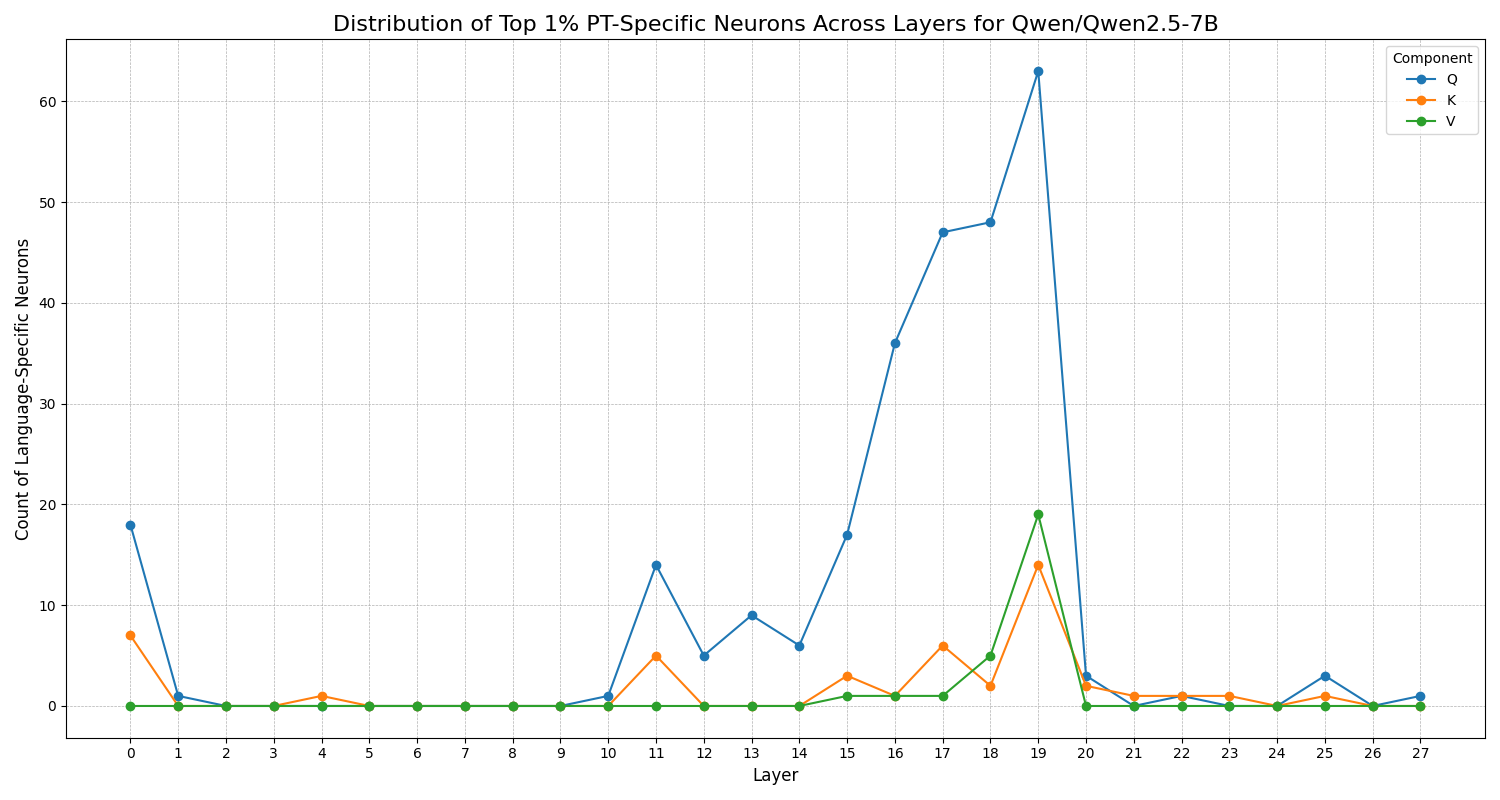 Distribution of Top 1% PT-Specific Neurons Across Layers for Qwen/Qwen2.5-7B
Component
Q
K
V
Count of Language-Specific Neurons
60
50
40
30
20
10
0
0 1 2 3 4 5 6 7 8 9 10 11 12 13 14 15 16 17 18 19 20 21 22 23 24 25 26 27
Layer